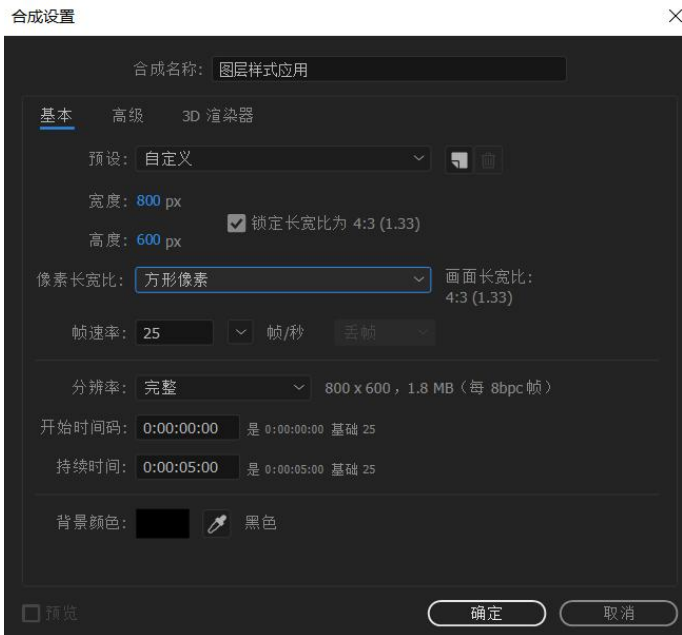 合成设置
合成名称: 图层样式应用
基本 高级 3D 渲染器
预设: 自定义
宽度: 800 px
锁定长宽比为 4:3 (1.33)
高度: 600 px
像素长宽比: 方形像素 画面长宽比:
4:3 (1.33)
帧速率: 25 帧/秒 丢帧
分辨率: 完整 800 x 600，1.8 MB（每 8bpc 帧）
开始时间码: 0:00:00:00 是 0:00:00:00 基础 25
持续时间: 0:00:05:00 是 0:00:05:00 基础 25
背景颜色: 黑色
预览 确定 取消